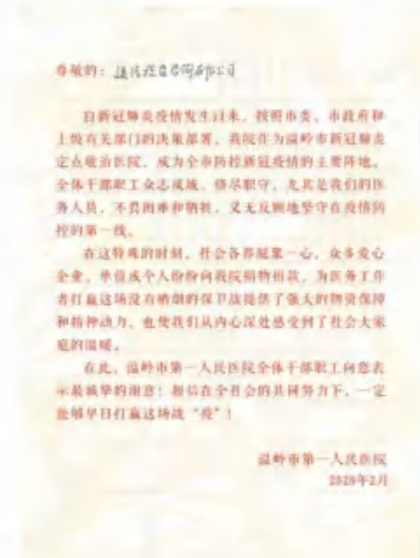 尊敬的：
自新冠肺炎疫情发生以来，按照市委、市政府和
上级有关部门的决策部署，我院作为温岭市新冠肺炎
定点救治医院，成为全市防控新冠疫情的主要阵地。
全体干部职工众志成城，恪尽职守，尤其是我们的医
务人员，不畏困难和牺牲，义无反顾地坚守在疫情防
控的第一线。
在这特殊的时刻，社会各界凝聚一心，众多爱心
企业、单位或个人纷纷向我院捐物捐款，为医务工作
者打赢这场没有硝烟的保卫战提供了强大的物资保障
和精神动力，也使我们从内心深处感受到了社会大家
庭的温暖。
在此，温岭市第一人民医院全体干部职工向您表
示最诚挚的谢意！相信在全社会的共同努力下，一定
能够早日打赢这场战“疫”！
温岭市第一人民医院
2020年2月